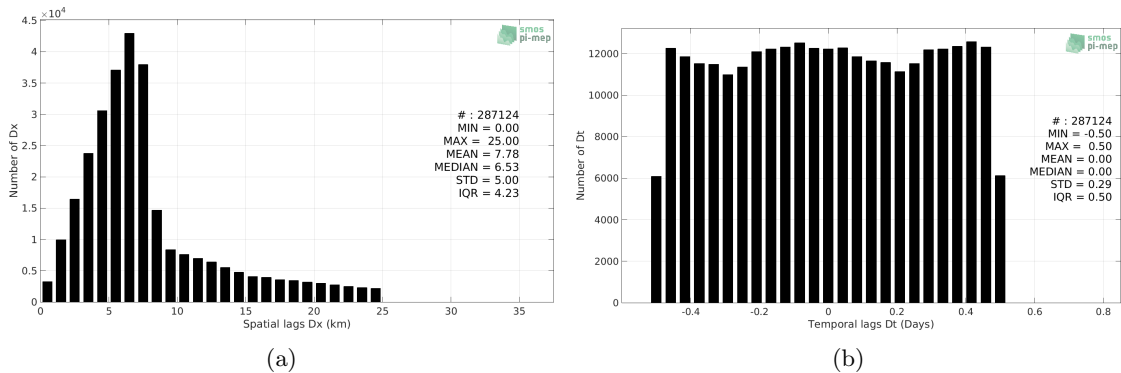 ×10⁴
4.5
4
3.5
3
2.5
2
1.5
1
0.5
0
Number of Dx
0 5 10 15 20 25 30 35
Spatial lags Dx (km)
smos
pi-mep
# : 287124
MIN = 0.00
MAX = 25.00
MEAN = 7.78
MEDIAN = 6.53
STD = 5.00
IQR = 4.23
(a)
12000
10000
8000
6000
4000
2000
0
Number of Dt
-0.4 -0.2 0 0.2 0.4 0.6 0.8
Temporal lags Dt (Days)
smos
pi-mep
# : 287124
MIN = -0.50
MAX = 0.50
MEAN = 0.00
MEDIAN = 0.00
STD = 0.29
IQR = 0.50
(b)